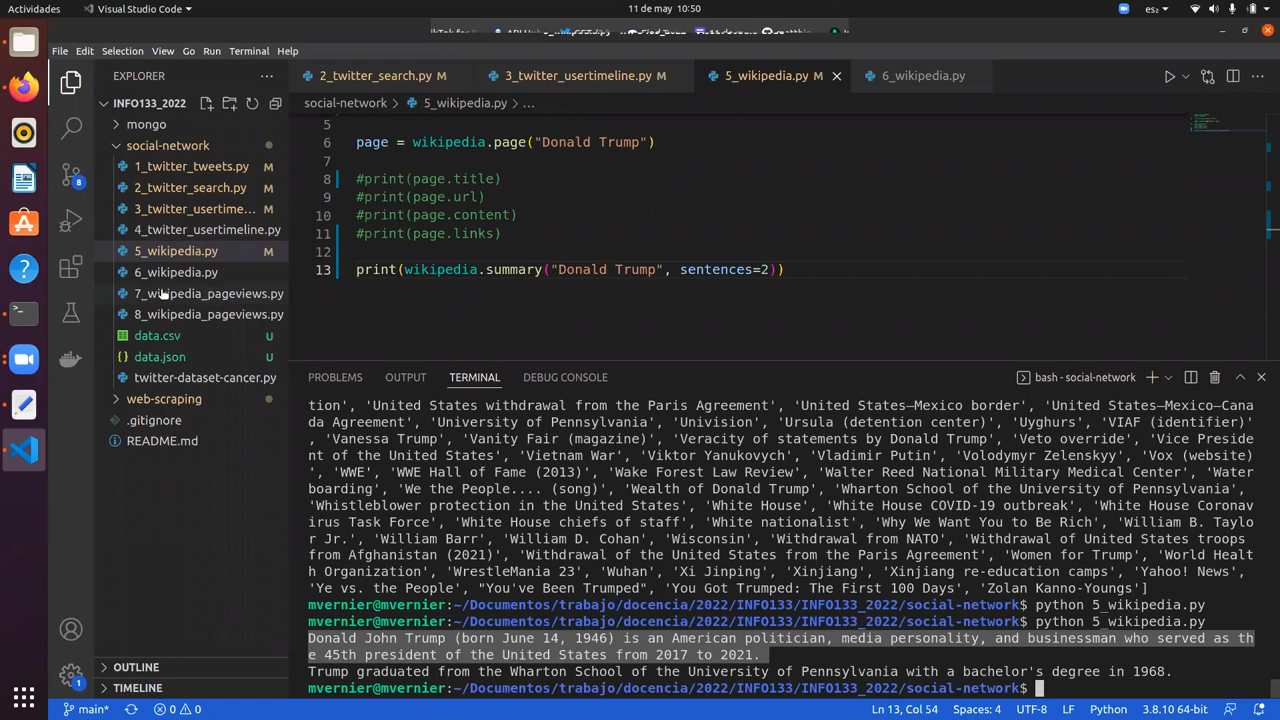 Actividades
Visual Studio Code
11 de may 10:50
es₂
File Edit Selection View Go Run Terminal Help
EXPLORER
INFO133_2022
mongo
social-network
1_twitter_tweets.py M
2_twitter_search.py M
3_twitter_usertime... M
4_twitter_usertimeline.py
5_wikipedia.py M
6_wikipedia.py
7_wikipedia_pageviews.py
8_wikipedia_pageviews.py
data.csv U
data.json U
twitter-dataset-cancer.py
web-scraping
.gitignore
README.md
OUTLINE
TIMELINE
8
1
2_twitter_search.py M
3_twitter_usertimeline.py M
5_wikipedia.py M
6_wikipedia.py
social-network > 5_wikipedia.py > ...
5
6 page = wikipedia.page("Donald Trump")
7
8 #print(page.title)
9 #print(page.url)
10 #print(page.content)
11 #print(page.links)
12
13 print(wikipedia.summary("Donald Trump", sentences=2))
PROBLEMS OUTPUT TERMINAL DEBUG CONSOLE
bash - social-network
tion', 'United States withdrawal from the Paris Agreement', 'United States–Mexico border', 'United States–Mexico–Cana
da Agreement', 'University of Pennsylvania', 'Univision', 'Ursula (detention center)', 'Uyghurs', 'VIAF (identifier)'
, 'Vanessa Trump', 'Vanity Fair (magazine)', 'Veracity of statements by Donald Trump', 'Veto override', 'Vice Preside
nt of the United States', 'Vietnam War', 'Viktor Yanukovych', 'Vladimir Putin', 'Volodymyr Zelenskyy', 'Vox (website)
', 'WWE', 'WWE Hall of Fame (2013)', 'Wake Forest Law Review', 'Walter Reed National Military Medical Center', 'Water
boarding', 'We the People.... (song)', 'Wealth of Donald Trump', 'Wharton School of the University of Pennsylvania',
'Whistleblower protection in the United States', 'White House', 'White House COVID-19 outbreak', 'White House Coronav
irus Task Force', 'White House chiefs of staff', 'White nationalist', 'Why We Want You to Be Rich', 'William B. Taylo
r Jr.', 'William Barr', 'William D. Cohan', 'Wisconsin', 'Withdrawal from NATO', 'Withdrawal of United States troops
from Afghanistan (2021)', 'Withdrawal of the United States from the Paris Agreement', 'Women for Trump', 'World Healt
h Organization', 'WrestleMania 23', 'Wuhan', 'Xi Jinping', 'Xinjiang', 'Xinjiang re-education camps', 'Yahoo! News',
'Ye vs. the People', "You've Been Trumped", 'You Got Trumped: The First 100 Days', 'Zolan Kanno-Youngs']
mvernier@mvernier:~/Documentos/trabajo/docencia/2022/INFO133_2022/social-network$ python 5_wikipedia.py
mvernier@mvernier:~/Documentos/trabajo/docencia/2022/INFO133_2022/social-network$ python 5_wikipedia.py
Donald John Trump (born June 14, 1946) is an American politician, media personality, and businessman who served as th
e 45th president of the United States from 2017 to 2021.
Trump graduated from the Wharton School of the University of Pennsylvania with a bachelor's degree in 1968.
mvernier@mvernier:~/Documentos/trabajo/docencia/2022/INFO133_2022/social-network$
main* 0 0 Ln 13, Col 54 Spaces: 4 UTF-8 LF Python 3.8.10 64-bit